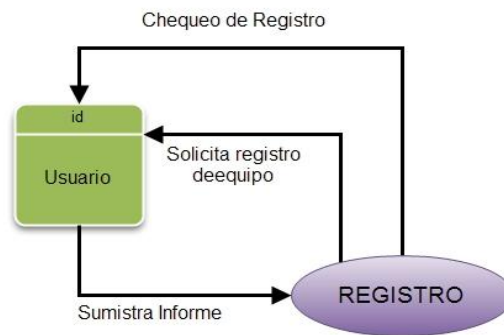 Chequeo de Registro
id
Usuario
Solicita registro
deequipo
REGISTRO
Sumistra Informe